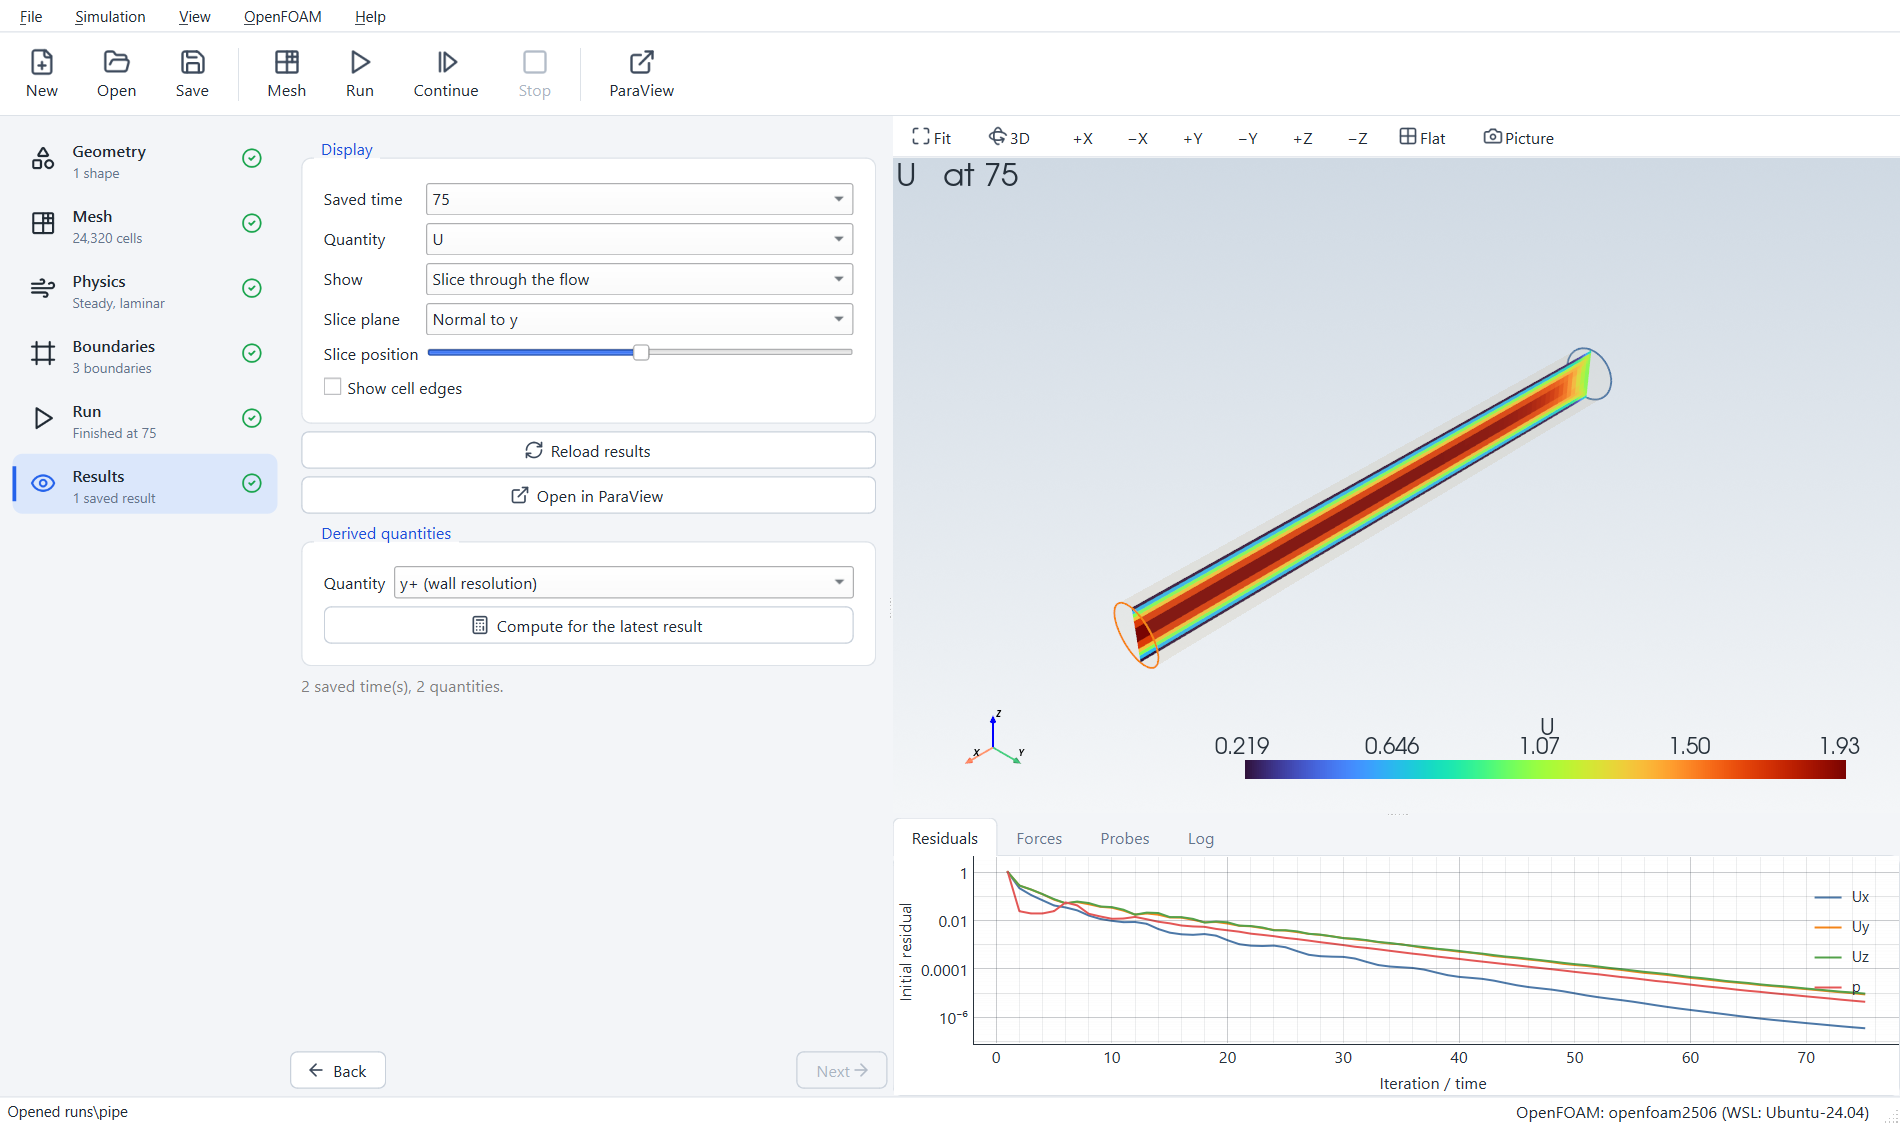 File Simulation View OpenFOAM Help
New Open Save Mesh Run Continue Stop ParaView
Geometry
1 shape
Mesh
24,320 cells
Physics
Steady, laminar
Boundaries
3 boundaries
Run
Finished at 75
Results
1 saved result
Display
Saved time 75
Quantity U
Show Slice through the flow
Slice plane Normal to y
Slice position
Show cell edges
Reload results
Open in ParaView
Derived quantities
Quantity y+ (wall resolution)
Compute for the latest result
2 saved time(s), 2 quantities.
Back Next
Fit 3D +X −X +Y −Y +Z −Z Flat Picture
U at 75
Z
X Y
U
0.219 0.646 1.07 1.50 1.93
Residuals Forces Probes Log
Initial residual
1
0.01
0.0001
10⁻⁶
Ux
Uy
Uz
p
0 10 20 30 40 50 60 70
Iteration / time
Opened runs\pipe
OpenFOAM: openfoam2506 (WSL: Ubuntu-24.04)